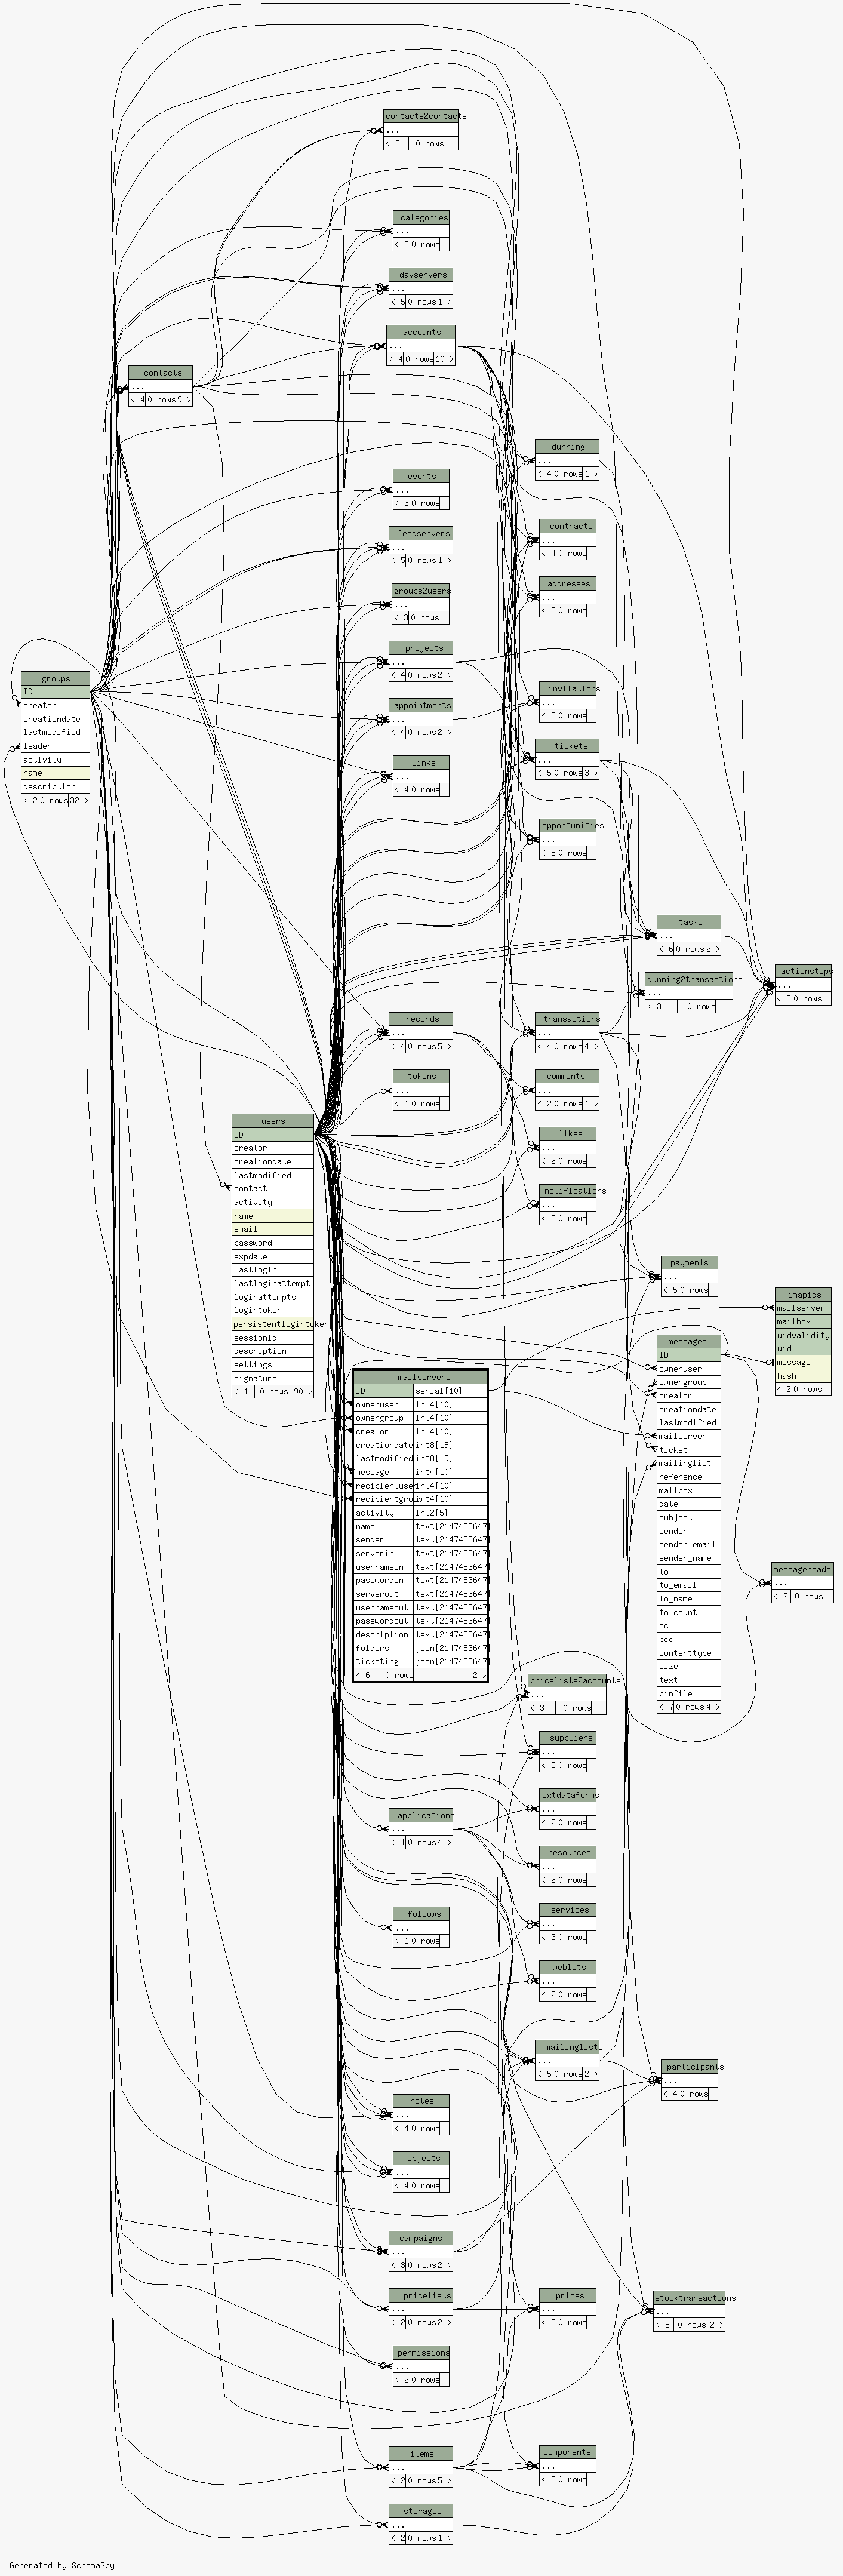 contacts2contacts
...
< 3 0 rows
categories
...
< 3 0 rows
davservers
...
< 5 0 rows 1 >
accounts
...
< 4 0 rows 10 >
contacts
...
< 4 0 rows 9 >
dunning
...
< 4 0 rows 1 >
events
...
< 3 0 rows
contracts
...
< 4 0 rows
feedservers
...
< 5 0 rows 1 >
addresses
...
< 3 0 rows
groups2users
...
< 3 0 rows
projects
...
< 4 0 rows 2 >
groups
ID
creator
creationdate
lastmodified
leader
activity
name
description
< 2 0 rows 32 >
invitations
...
< 3 0 rows
appointments
...
< 4 0 rows 2 >
tickets
...
< 5 0 rows 3 >
links
...
< 4 0 rows
opportunities
...
< 5 0 rows
tasks
...
< 6 0 rows 2 >
actionsteps
...
< 8 0 rows
dunning2transactions
...
< 3 0 rows
records
...
< 4 0 rows 5 >
transactions
...
< 4 0 rows 4 >
tokens
...
< 1 0 rows
comments
...
< 2 0 rows 1 >
users
ID
creator
creationdate
lastmodified
contact
activity
name
email
password
expdate
lastlogin
lastloginattempt
loginattempts
logintoken
persistentlogintoken
sessionid
description
settings
signature
< 1 0 rows 90 >
likes
...
< 2 0 rows
notifications
...
< 2 0 rows
payments
...
< 5 0 rows
imapids
mailserver
mailbox
uidvalidity
uid
message
hash
< 2 0 rows
messages
ID
owneruser
ownergroup
creator
creationdate
lastmodified
mailserver
ticket
mailinglist
reference
mailbox
date
subject
sender
sender_email
sender_name
to
to_email
to_name
to_count
cc
bcc
contenttype
size
text
binfile
< 7 0 rows 4 >
mailservers
ID serial[10]
owneruser int4[10]
ownergroup int4[10]
creator int4[10]
creationdate int8[19]
lastmodified int8[19]
message int4[10]
recipientuser int4[10]
recipientgroup int4[10]
activity int2[5]
name text[2147483647]
sender text[2147483647]
serverin text[2147483647]
usernamein text[2147483647]
passwordin text[2147483647]
serverout text[2147483647]
usernameout text[2147483647]
passwordout text[2147483647]
description text[2147483647]
folders json[2147483647]
ticketing json[2147483647]
< 6 0 rows 2 >
messagereads
...
< 2 0 rows
pricelists2accounts
...
< 3 0 rows
suppliers
...
< 3 0 rows
extdataforms
...
< 2 0 rows
applications
...
< 1 0 rows 4 >
resources
...
< 2 0 rows
follows
...
< 1 0 rows
services
...
< 2 0 rows
weblets
...
< 2 0 rows
mailinglists
...
< 5 0 rows 2 >
participants
...
< 4 0 rows
notes
...
< 4 0 rows
objects
...
< 4 0 rows
campaigns
...
< 3 0 rows 2 >
pricelists
...
< 2 0 rows 2 >
prices
...
< 3 0 rows
stocktransactions
...
< 5 0 rows 2 >
permissions
...
< 2 0 rows
items
...
< 2 0 rows 5 >
components
...
< 3 0 rows
storages
...
< 2 0 rows 1 >
Generated by SchemaSpy